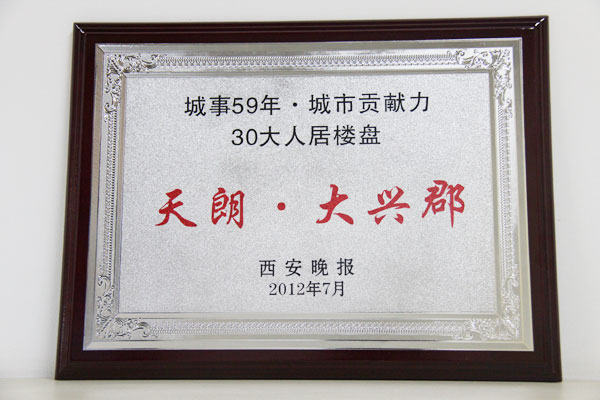 城事59年·城市贡献力
30大人居楼盘
天朗·大兴郡
西安晚报
2012年7月